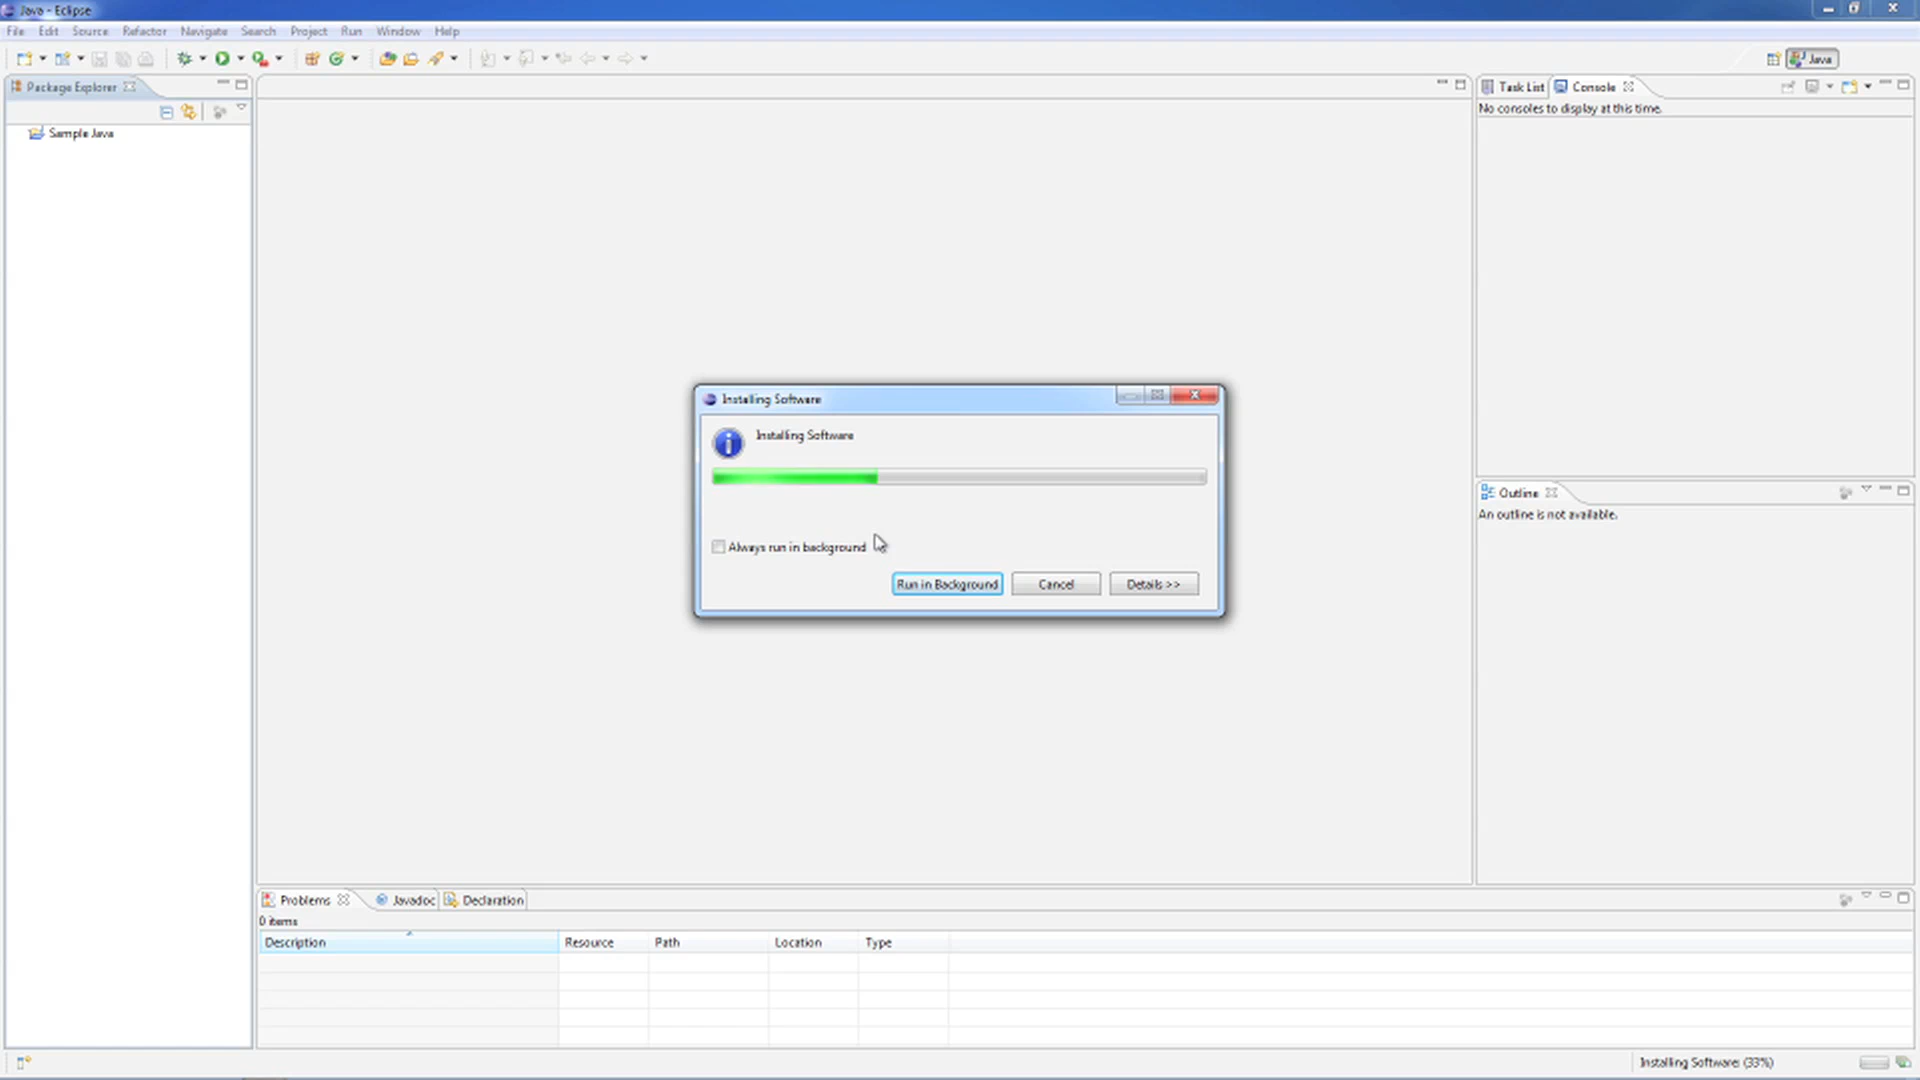 Java - Eclipse
File Edit Source Refactor Navigate Search Project Run Window Help
Java
Package Explorer
Task List Console
No consoles to display at this time.
Sample Java
Installing Software
Installing Software
Always run in background
Run in Background Cancel Details >>
Outline
An outline is not available.
Problems Javadoc Declaration
0 items
Description Resource Path Location Type
Installing Software: (33%)